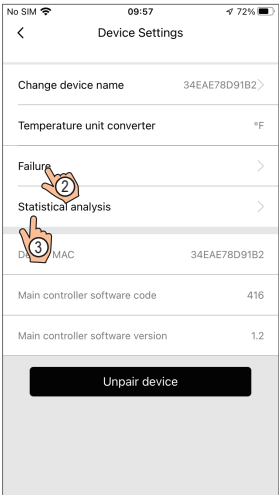 No SIM 09:57 72%
Device Settings
Change device name 34EAE78D91B2
Temperature unit converter °F
Failure
2
Statistical analysis
3
MAC 34EAE78D91B2
Main controller software code 416
Main controller software version 1.2
Unpair device